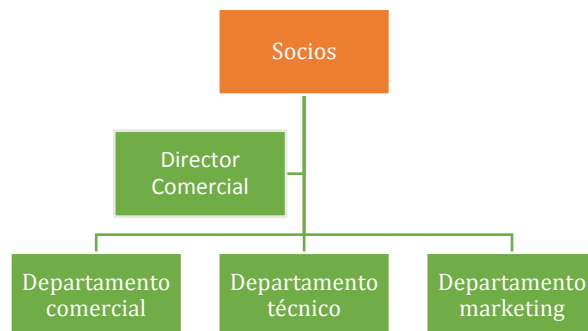 Socios
Director
Comercial
Departamento
comercial
Departamento
técnico
Departamento
marketing